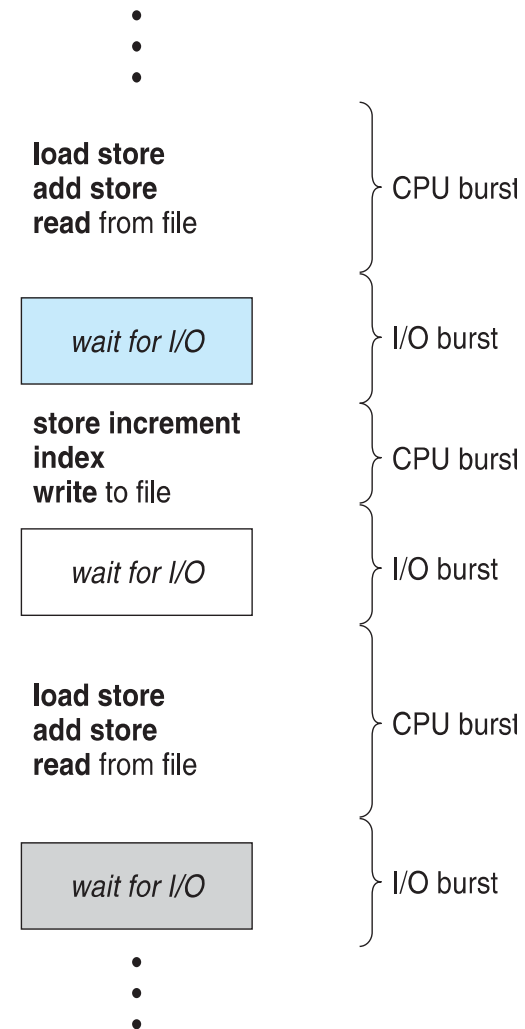 load store
add store
read from file
CPU burst
wait for I/O
I/O burst
store increment
index
write to file
CPU burst
wait for I/O
I/O burst
load store
add store
read from file
CPU burst
wait for I/O
I/O burst